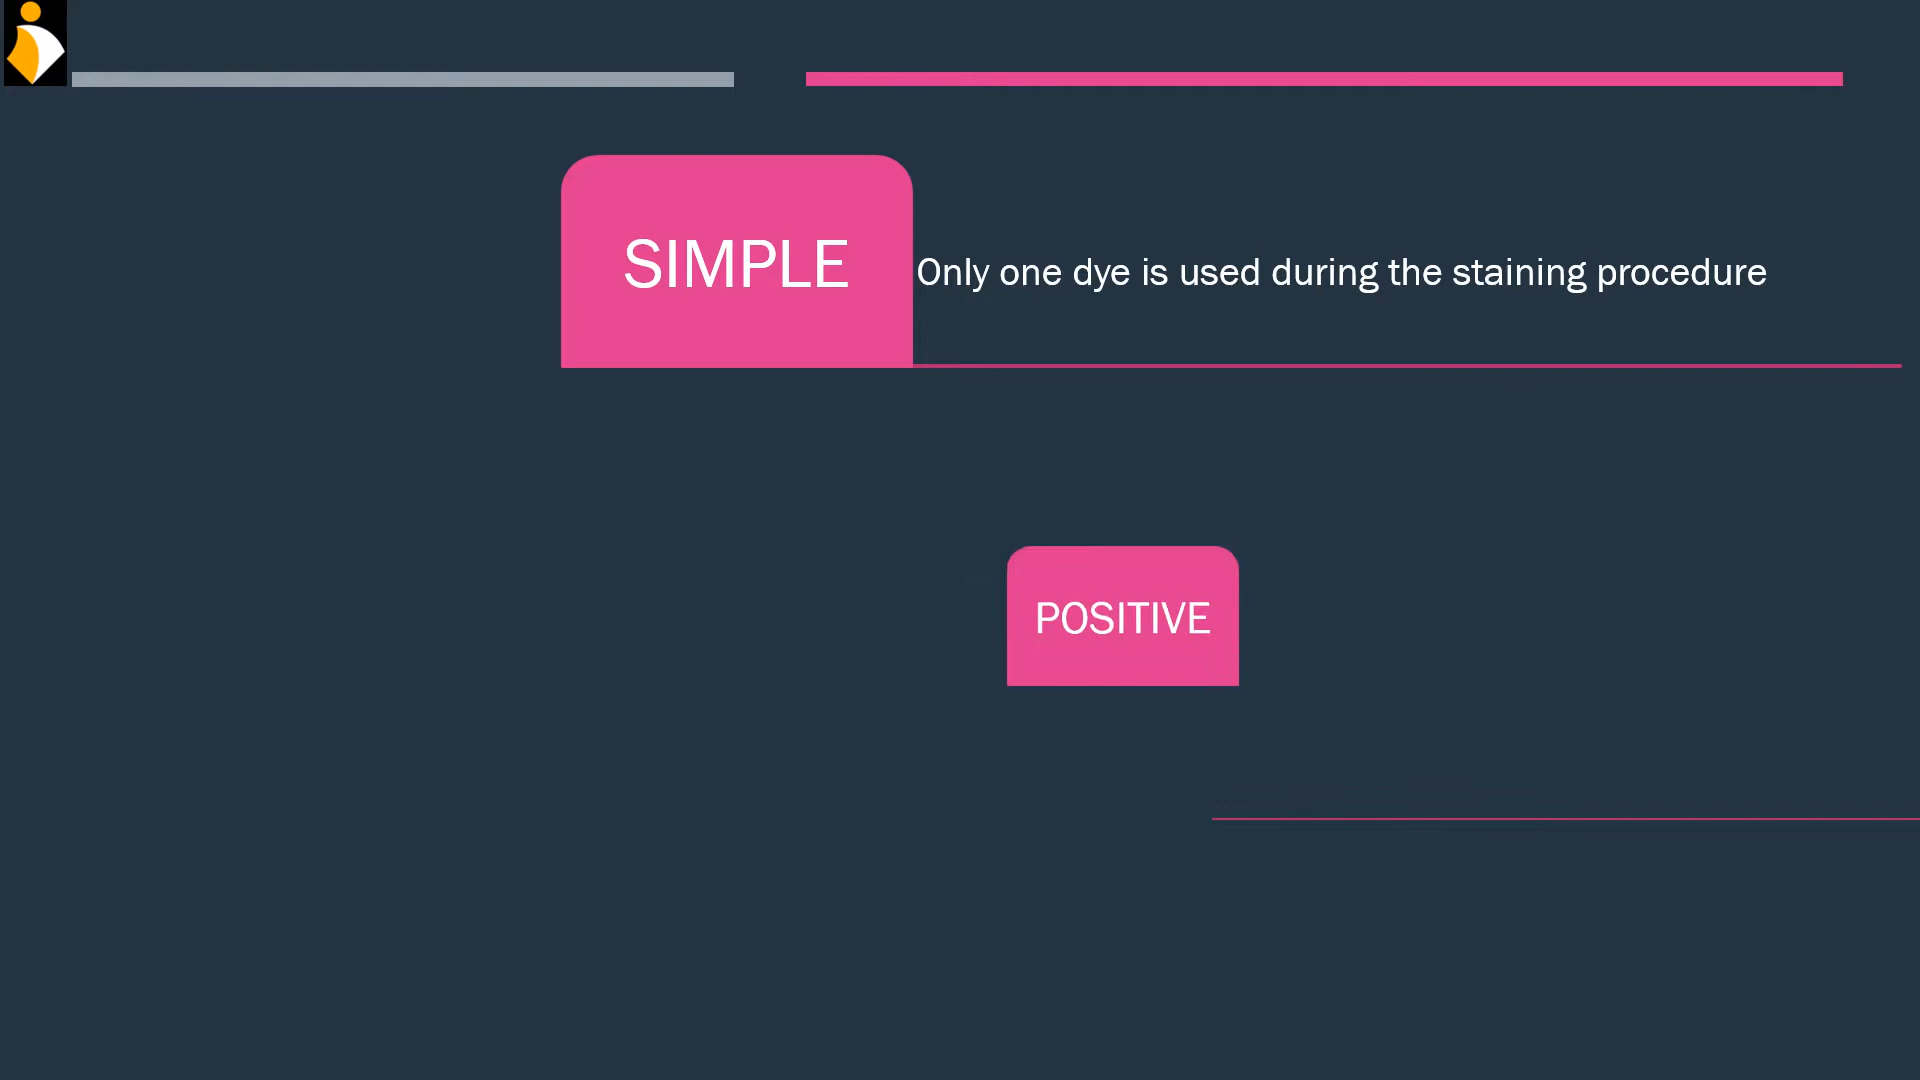 SIMPLE
Only one dye is used during the staining procedure
POSITIVE